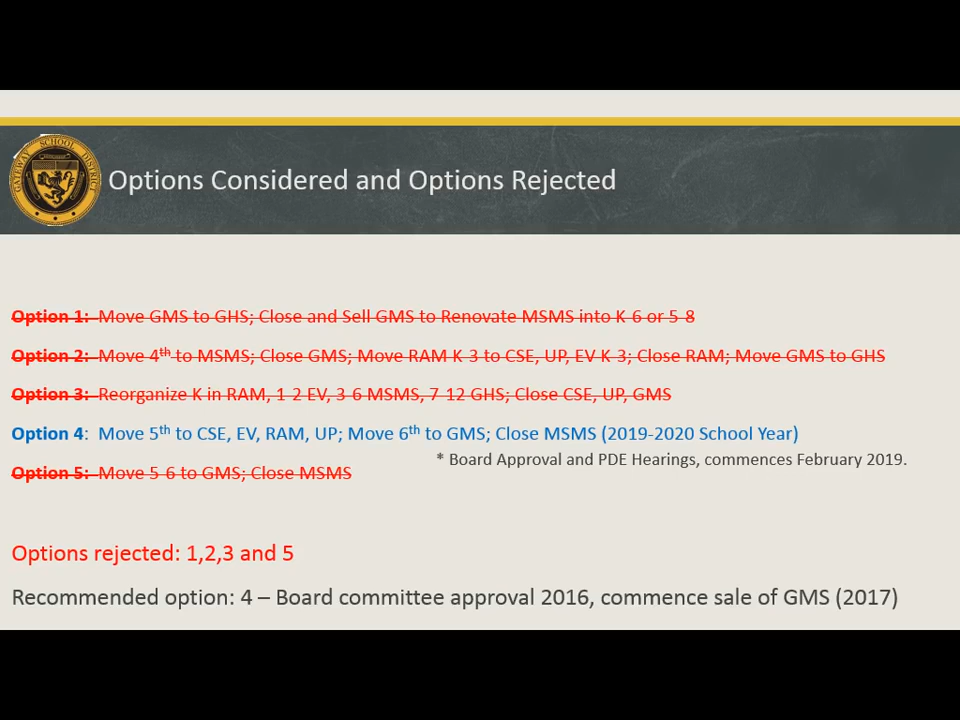 GATEWAY SCHOOL DISTRICT
Options Considered and Options Rejected
Option 1: Move GMS to GHS; Close and Sell GMS to Renovate MSMS into K-6 or 5-8
Option 2: Move 4th to MSMS; Close GMS; Move RAM K-3 to CSE, UP, EV K-3; Close RAM; Move GMS to GHS
Option 3: Reorganize K in RAM, 1-2 EV, 3-6 MSMS, 7-12 GHS; Close CSE, UP, GMS
Option 4: Move 5th to CSE, EV, RAM, UP; Move 6th to GMS; Close MSMS (2019-2020 School Year)
* Board Approval and PDE Hearings, commences February 2019.
Option 5: Move 5-6 to GMS; Close MSMS
Options rejected: 1,2,3 and 5
Recommended option: 4 – Board committee approval 2016, commence sale of GMS (2017)